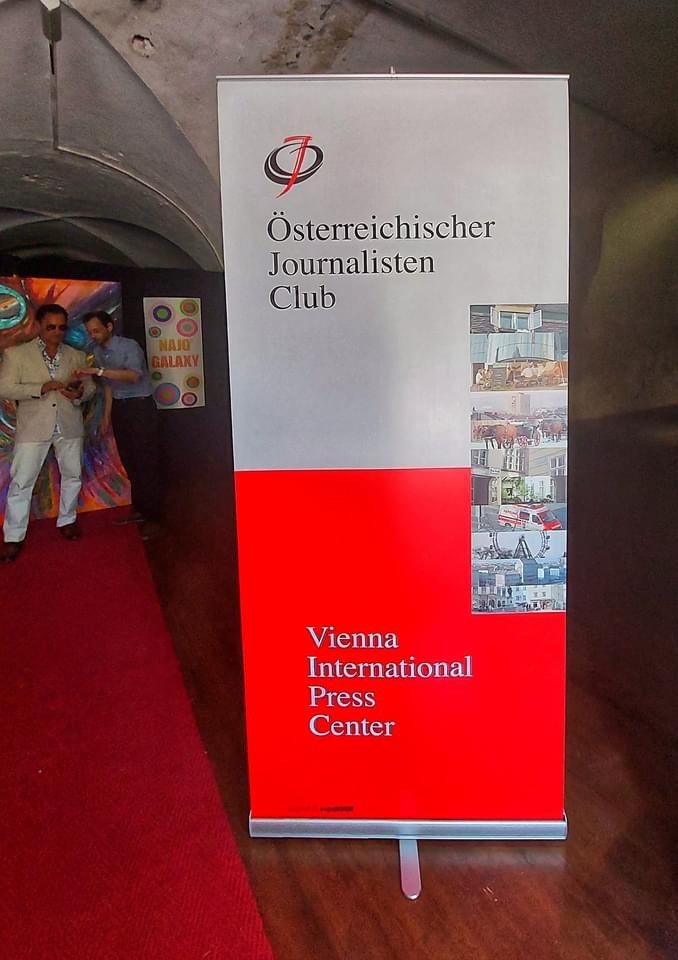 Österreichischer
Journalisten
Club
NAJO
GALAXY
Vienna
International
Press
Center